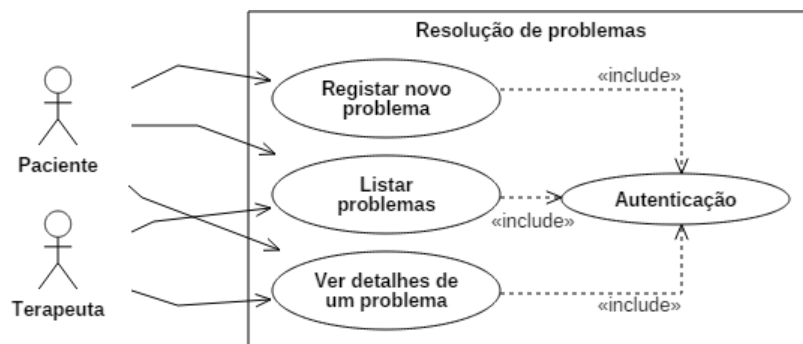 Resolução de problemas
Registar novo
problema
«include»
Paciente
Listar
problemas
«include»
Autenticação
Terapeuta
Ver detalhes de
um problema
«include»